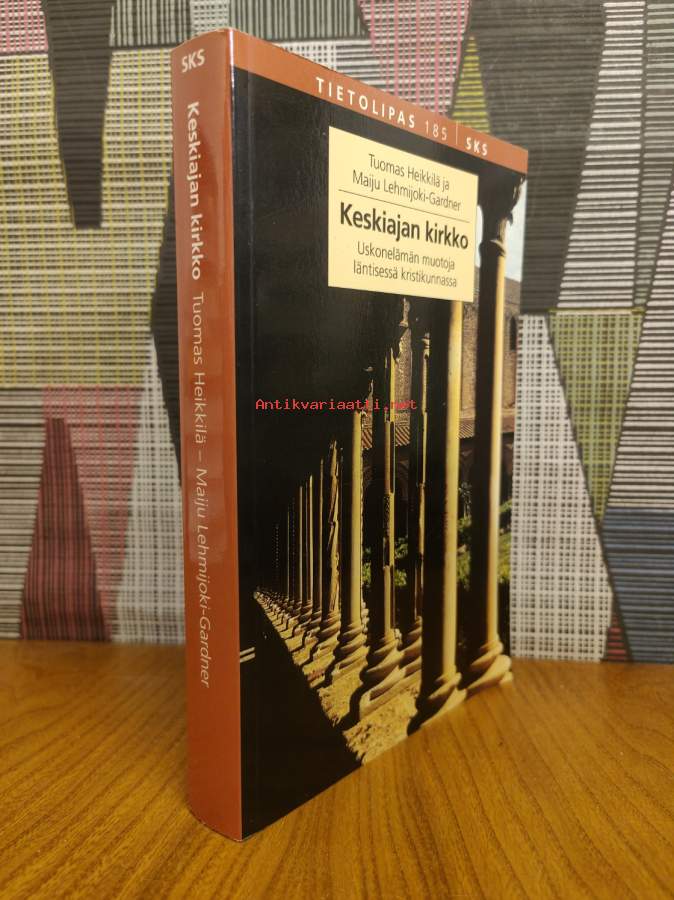 SKS
Keskiajan kirkko Tuomas Heikkilä – Maiju Lehmijoki-Gardner
TIETOLIPAS 185 | SKS
Tuomas Heikkilä ja
Maiju Lehmijoki-Gardner
Keskiajan kirkko
Uskonelämän muotoja
läntisessä kristikunnassa
Antikvariaatti.net